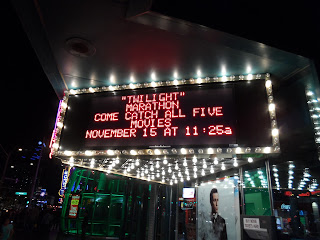 "TWILIGHT"
MARATHON
COME CATCH ALL FIVE
MOVIES
NOVEMBER 15 AT 11:25a